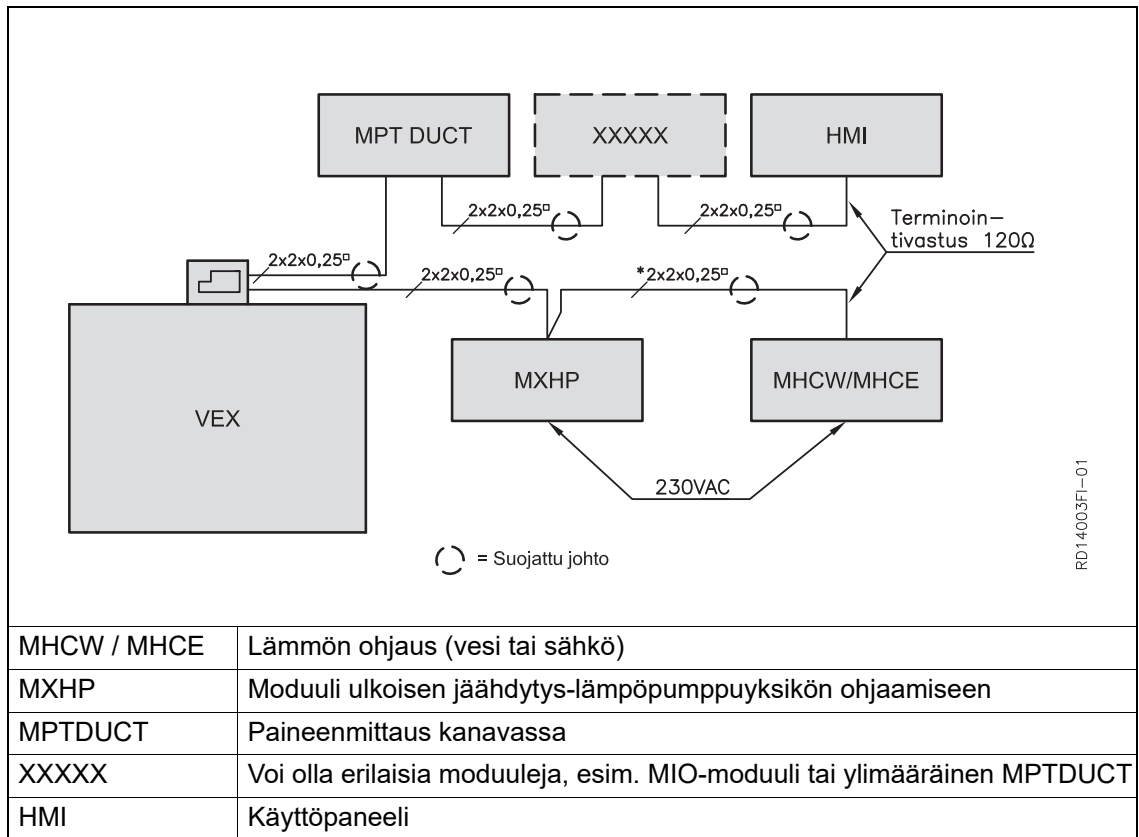 MPT DUCT
XXXXX
HMI
2x2x0,25¤
2x2x0,25¤
Terminoin-
tivastus 120Ω
2x2x0,25¤
2x2x0,25¤
*2x2x0,25¤
MXHP
MHCW/MHCE
VEX
230VAC
= Suojattu johto
RD14003FI-01
MHCW / MHCE Lämmön ohjaus (vesi tai sähkö)
MXHP Moduuli ulkoisen jäähdytys-lämpöpumppuyksikön ohjaamiseen
MPTDUCT Paineenmittaus kanavassa
XXXXX Voi olla erilaisia moduuleja, esim. MIO-moduuli tai ylimääräinen MPTDUCT
HMI Käyttöpaneeli